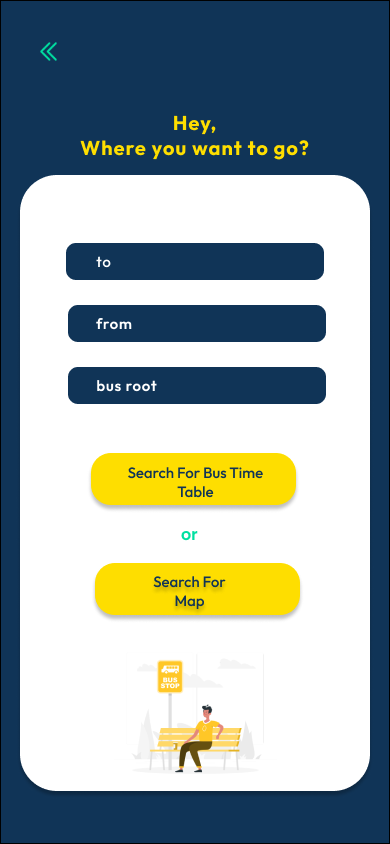 Hey,
Where you want to go?
to
from
bus root
Search For Bus Time
Table
or
Search For
Map
BUS
STOP